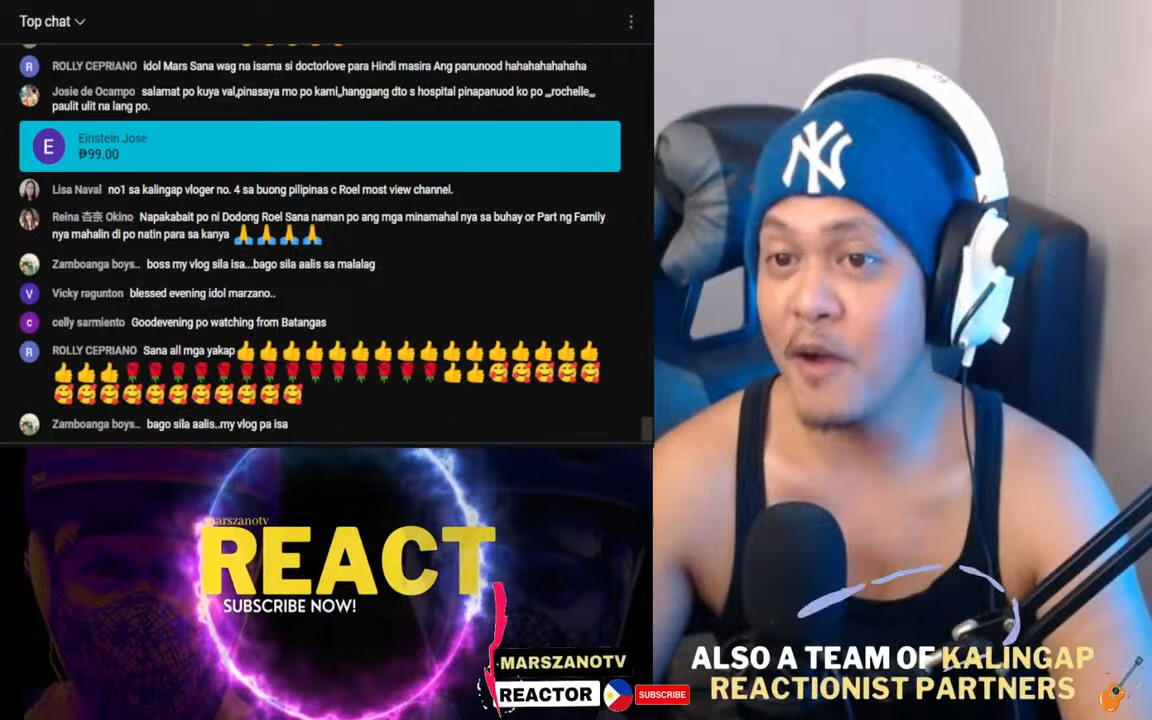 Top chat
R ROLLY CEPRIANO idol Mars Sana wag na isama si doctorlove para Hindi masira Ang panunood hahahahahahaha
Josie de Ocampo salamat po kuya val,pinasaya mo po kami,,hanggang dto s hospital pinapanuod ko po ,,,rochelle,,,
paulit ulit na lang po.
E Einstein Jose
₱99.00
Lisa Naval no1 sa kalingap vloger no. 4 sa buong pilipinas c Roel most view channel.
Reina 杏奈 Okino Napakabait po ni Dodong Roel Sana naman po ang mga minamahal nya sa buhay or Part ng Family
nya mahalin di po natin para sa kanya 🙏🙏🙏🙏
Zamboanga boys.. boss my vlog sila isa...bago sila aalis sa malalag
V Vicky ragunton blessed evening idol marzano..
c celly sarmiento Goodevening po watching from Batangas
R ROLLY CEPRIANO Sana all mga yakap👍👍👍👍👍👍👍👍👍👍👍👍👍👍👍👍
👍👍👍🌹🌹🌹🌹🌹🌹🌹🌹🌹🌹🌹🌹🌹🌹👍👍🥰🥰🥰🥰🥰
🥰🥰🥰🥰🥰🥰🥰🥰🥰🥰🥰
Zamboanga boys.. bago sila aalis..my vlog pa isa
marszanotv
REACT
SUBSCRIBE NOW!
MARSZANOTV
REACTOR
SUBSCRIBE
NY
ALSO A TEAM OF KALINGAP
REACTIONIST PARTNERS